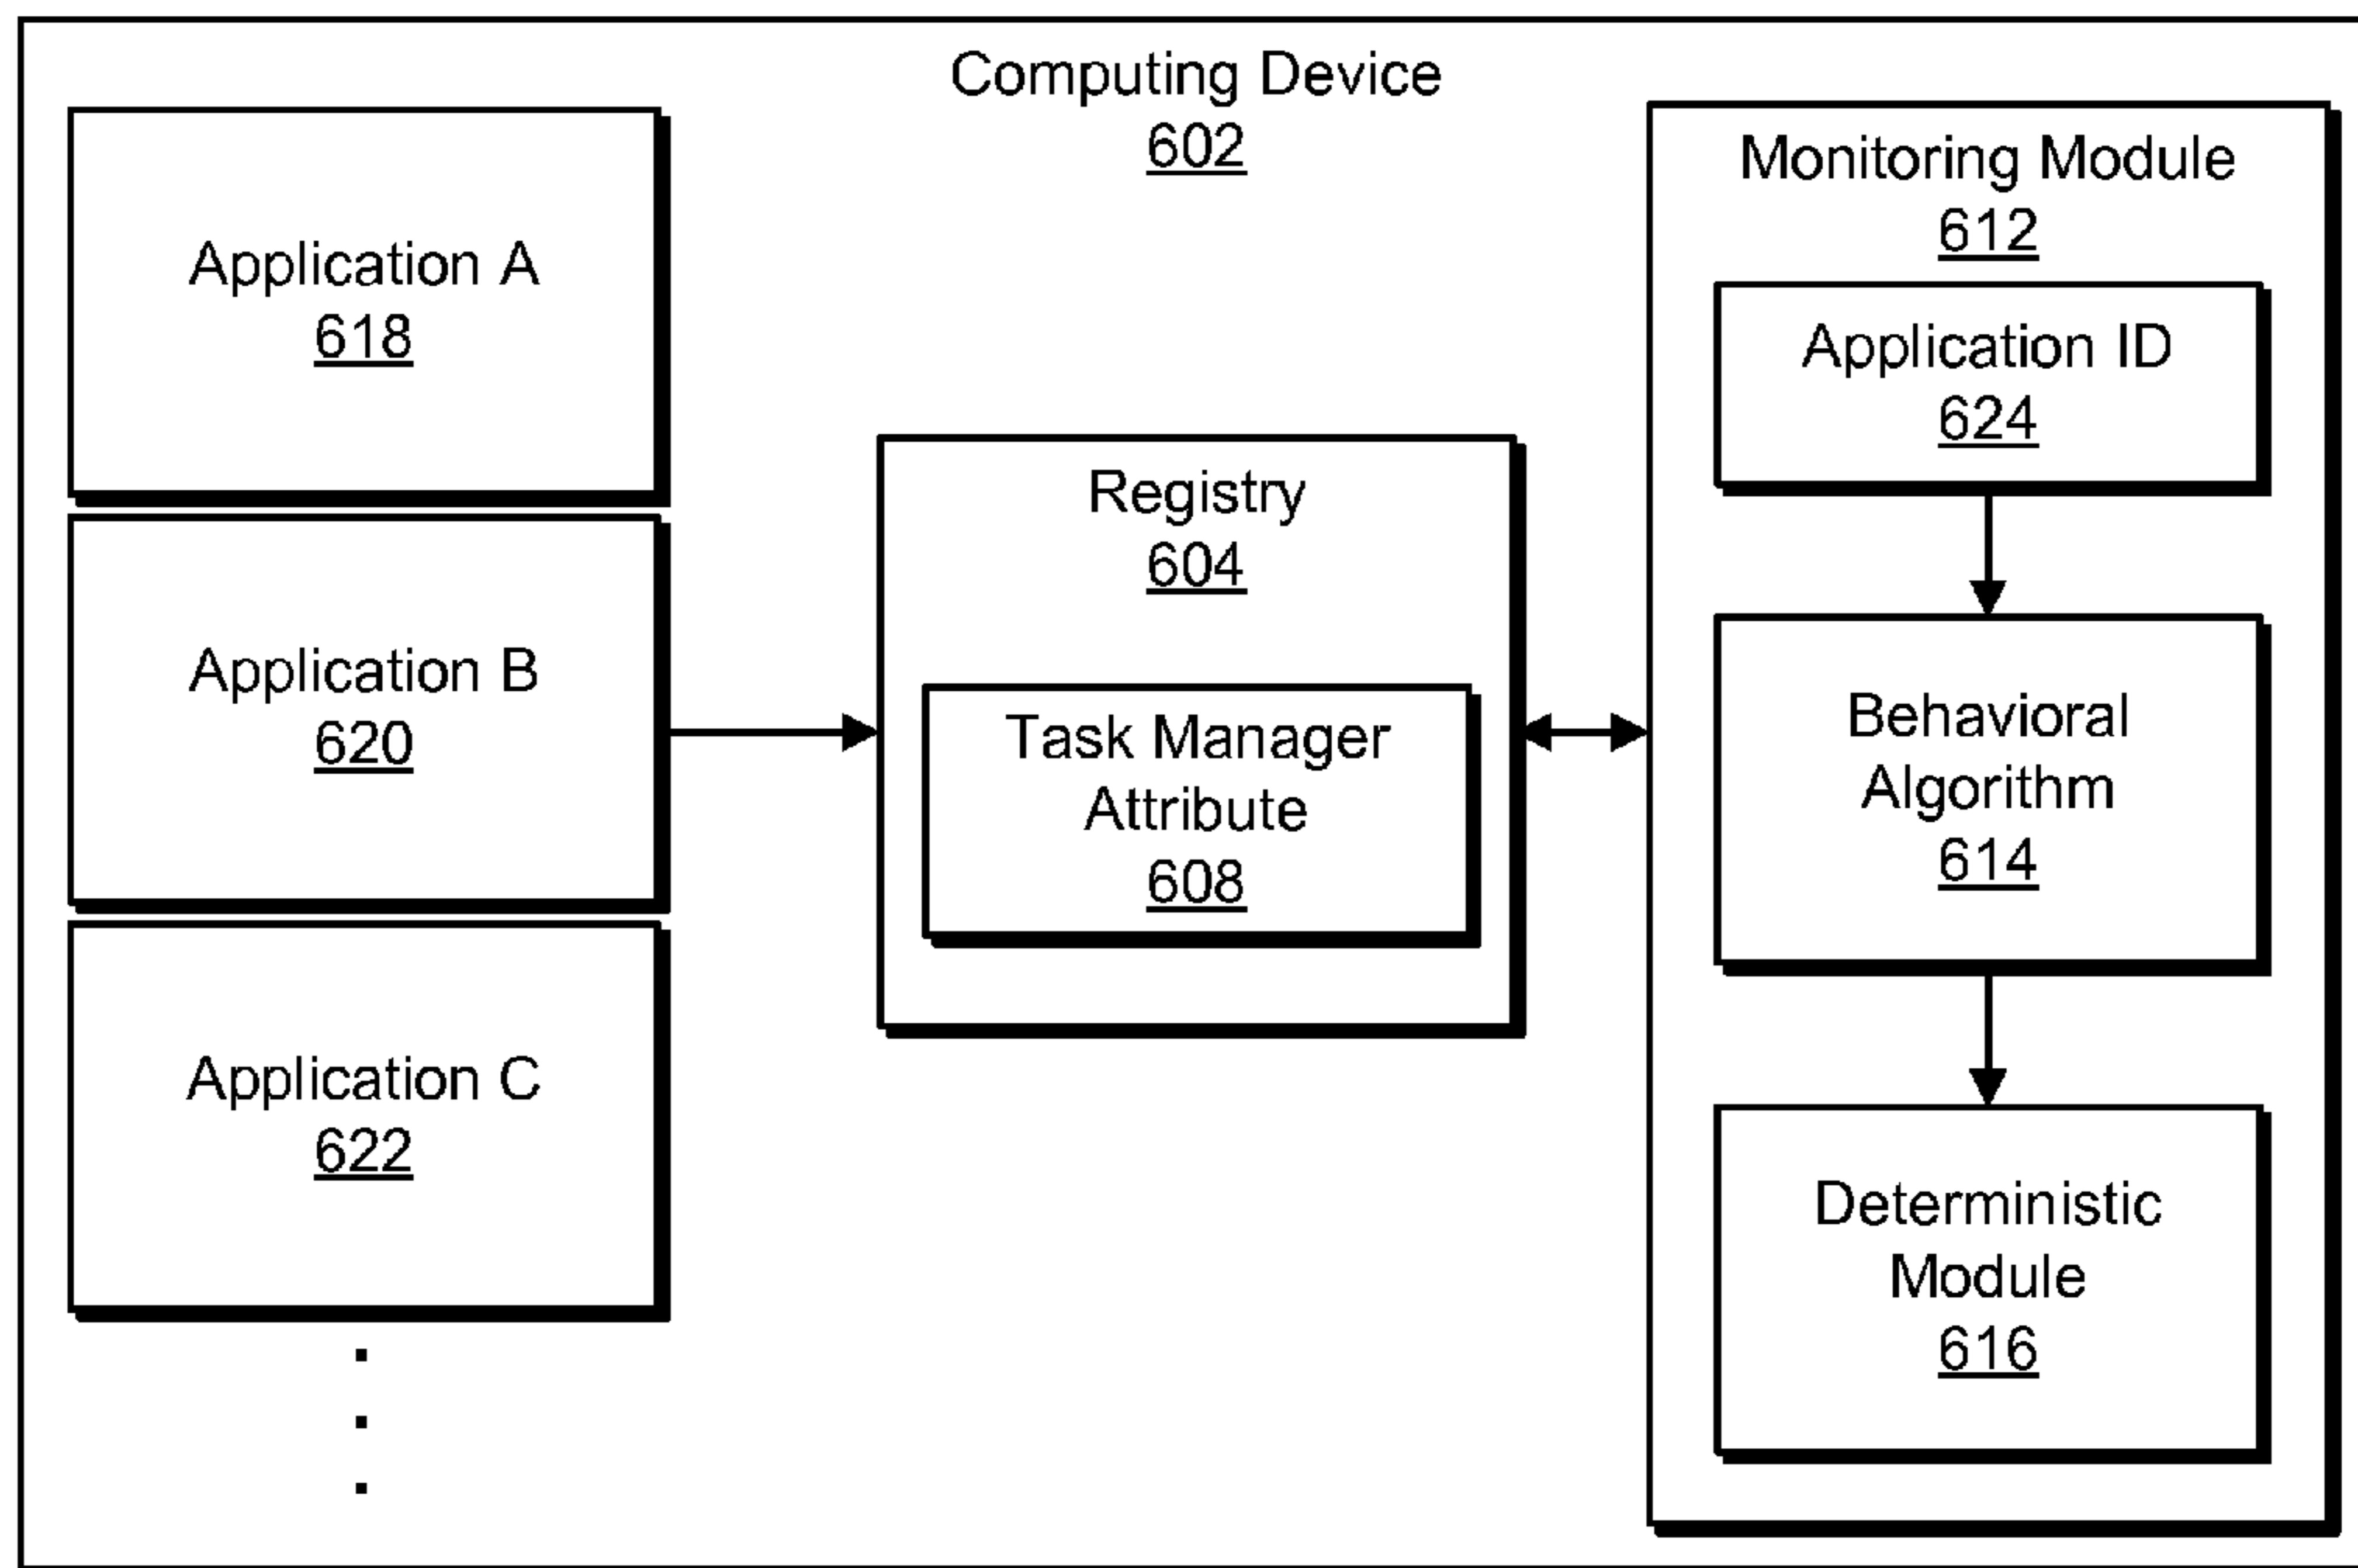 Computing Device
602
Application A
618
Application B
620
Application C
622
Registry
604
Task Manager
Attribute
608
Monitoring Module
612
Application ID
624
Behavioral
Algorithm
614
Deterministic
Module
616